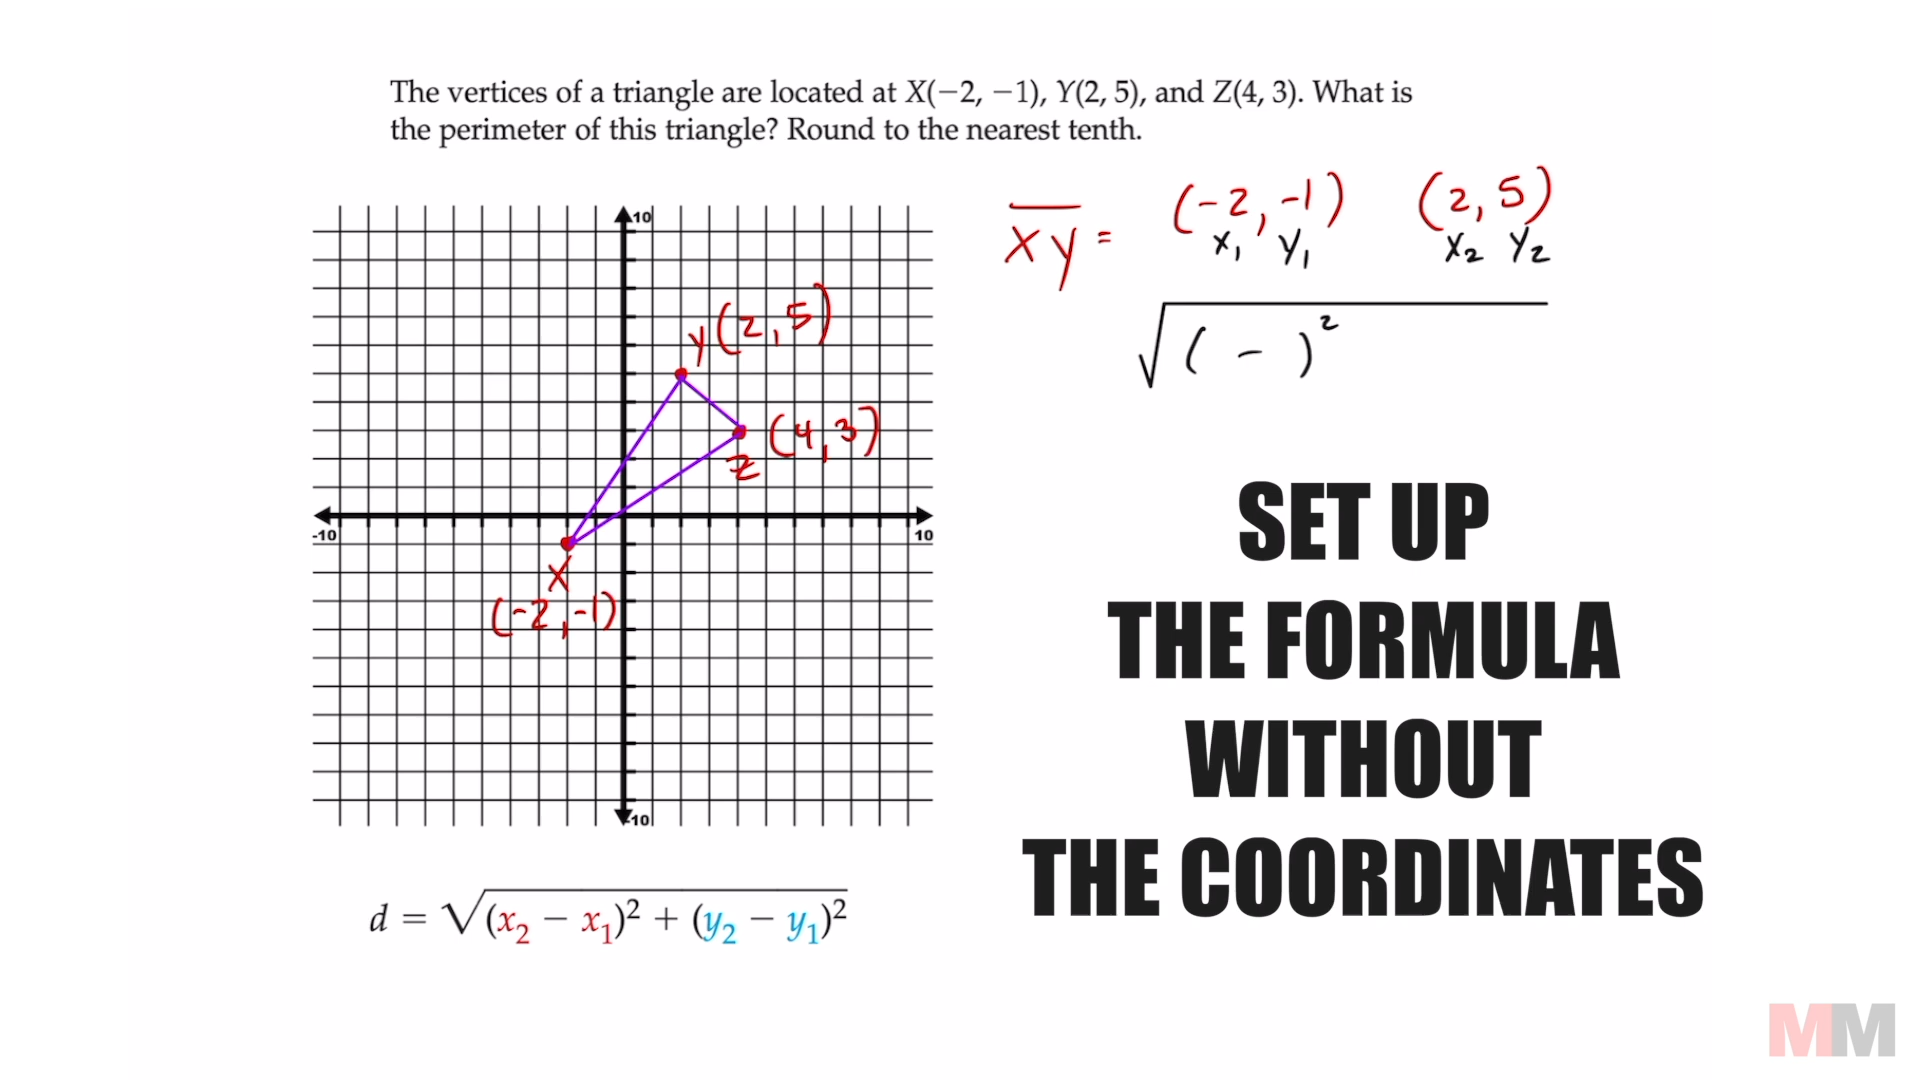 The vertices of a triangle are located at X(−2, −1), Y(2, 5), and Z(4, 3). What is
the perimeter of this triangle? Round to the nearest tenth.
XY = (-2, -1) (2, 5)
x₁ y₁ x₂ y₂
√( - )²
10
Y(2, 5)
(4, 3)
Z
-10
10
X
(-2, -1)
-10
SET UP
THE FORMULA
WITHOUT
THE COORDINATES
d = √(x₂ − x₁)² + (y₂ − y₁)²
MM